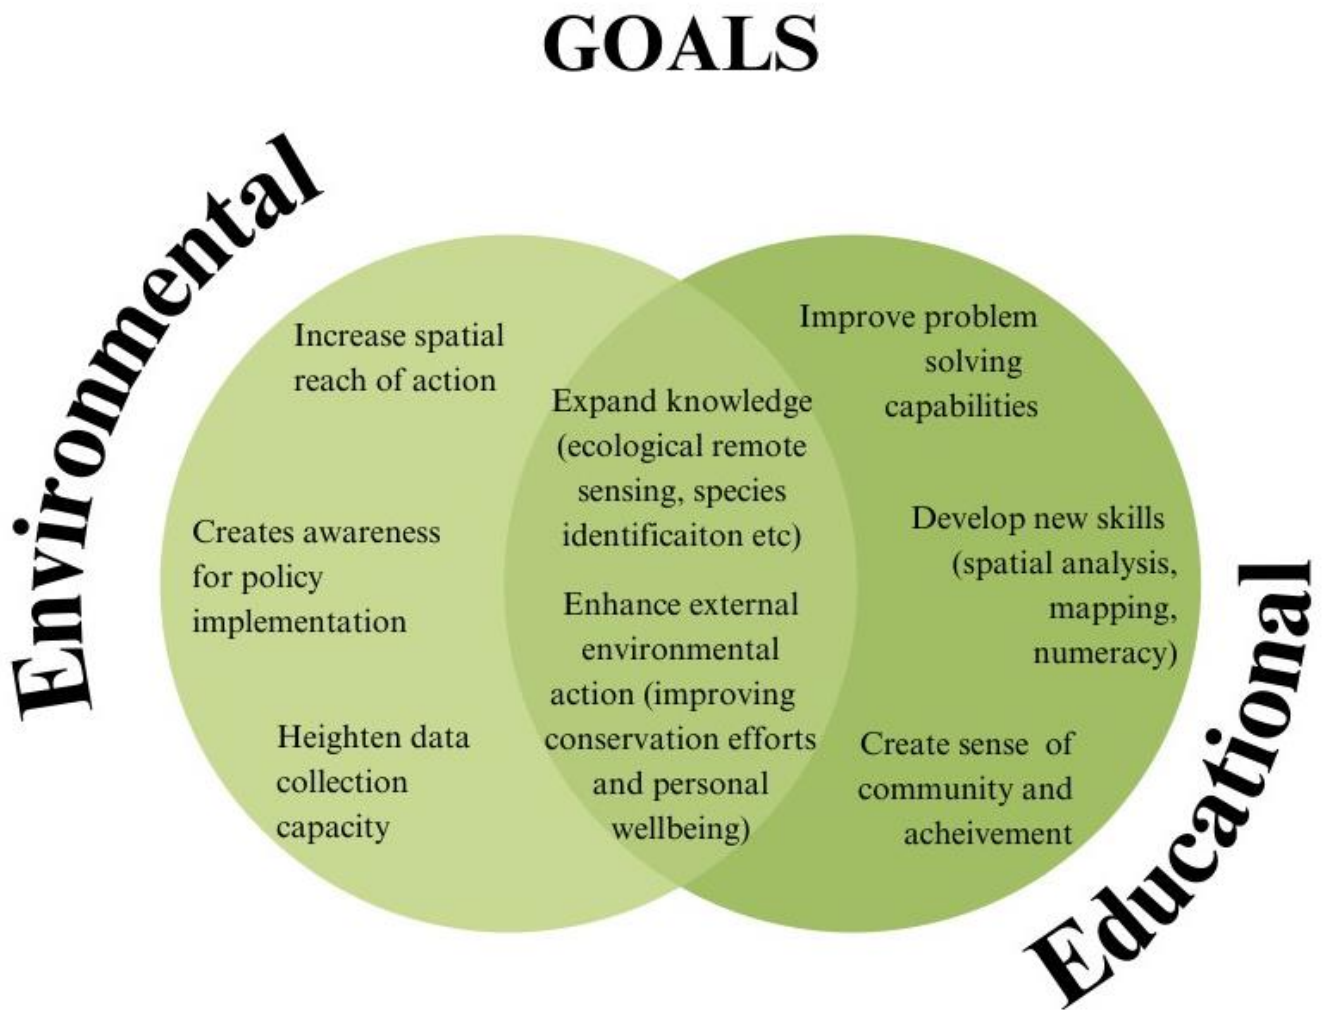 GOALS
Environmental
Increase spatial
reach of action
Creates awareness
for policy
implementation
Heighten data
collection
capacity
Expand knowledge
(ecological remote
sensing, species
identificaiton etc)
Enhance external
environmental
action (improving
conservation efforts
and personal
wellbeing)
Improve problem
solving
capabilities
Develop new skills
(spatial analysis,
mapping,
numeracy)
Create sense of
community and
acheivement
Educational